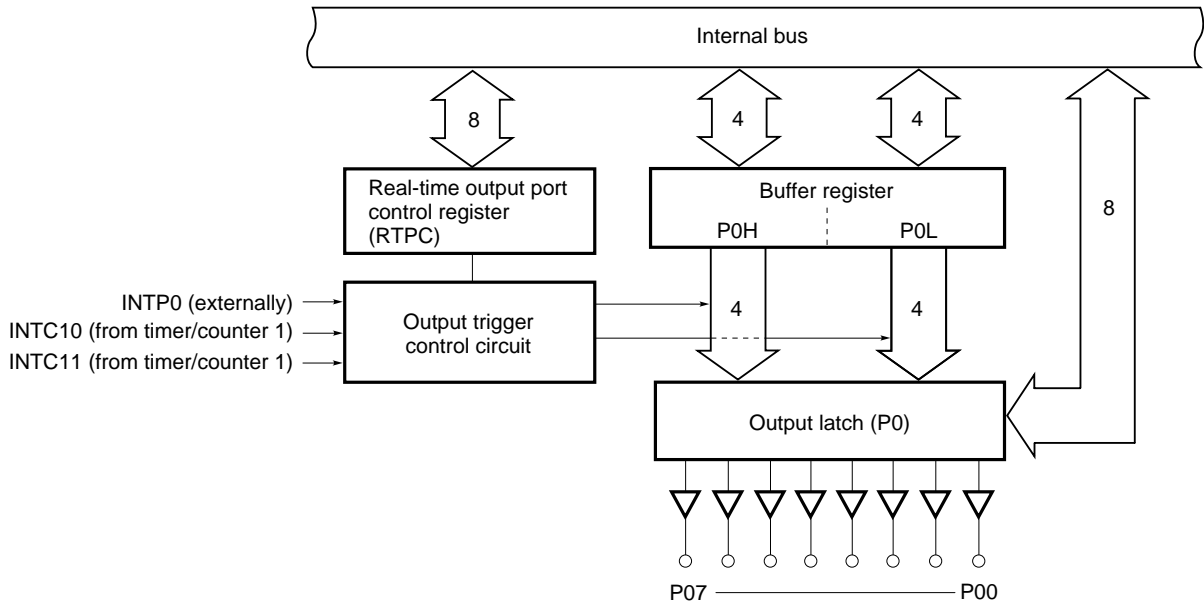 Internal bus
8
4
4
8
Real-time output port
control register
(RTPC)
Buffer register
P0H
P0L
INTP0 (externally)
INTC10 (from timer/counter 1)
INTC11 (from timer/counter 1)
Output trigger
control circuit
4
4
Output latch (P0)
P07
P00